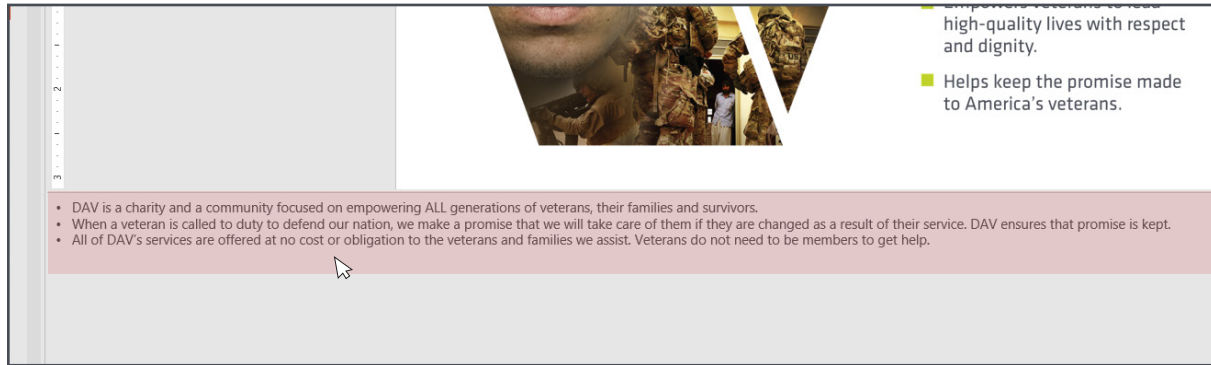 high-quality lives with respect
and dignity.
Helps keep the promise made
to America's veterans.
2
3
• DAV is a charity and a community focused on empowering ALL generations of veterans, their families and survivors.
• When a veteran is called to duty to defend our nation, we make a promise that we will take care of them if they are changed as a result of their service. DAV ensures that promise is kept.
• All of DAV's services are offered at no cost or obligation to the veterans and families we assist. Veterans do not need to be members to get help.